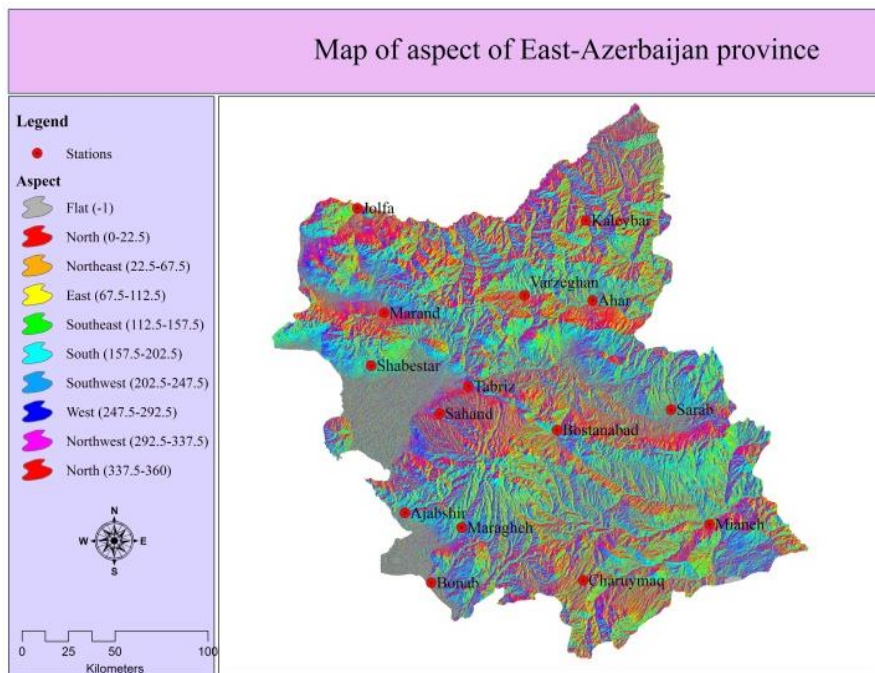 Map of aspect of East-Azerbaijan province
Legend
Stations
Aspect
Flat (-1)
North (0-22.5)
Northeast (22.5-67.5)
East (67.5-112.5)
Southeast (112.5-157.5)
South (157.5-202.5)
Southwest (202.5-247.5)
West (247.5-292.5)
Northwest (292.5-337.5)
North (337.5-360)
N
W E
S
0 25 50 100
Kilometers
Jolfa
Kaleybar
Varzeghan
Ahar
Marand
Shabestar
Tabriz
Sahand
Sarab
Bostanabad
Ajabshir
Maragheh
Mianeh
Bonab
Charuymaq